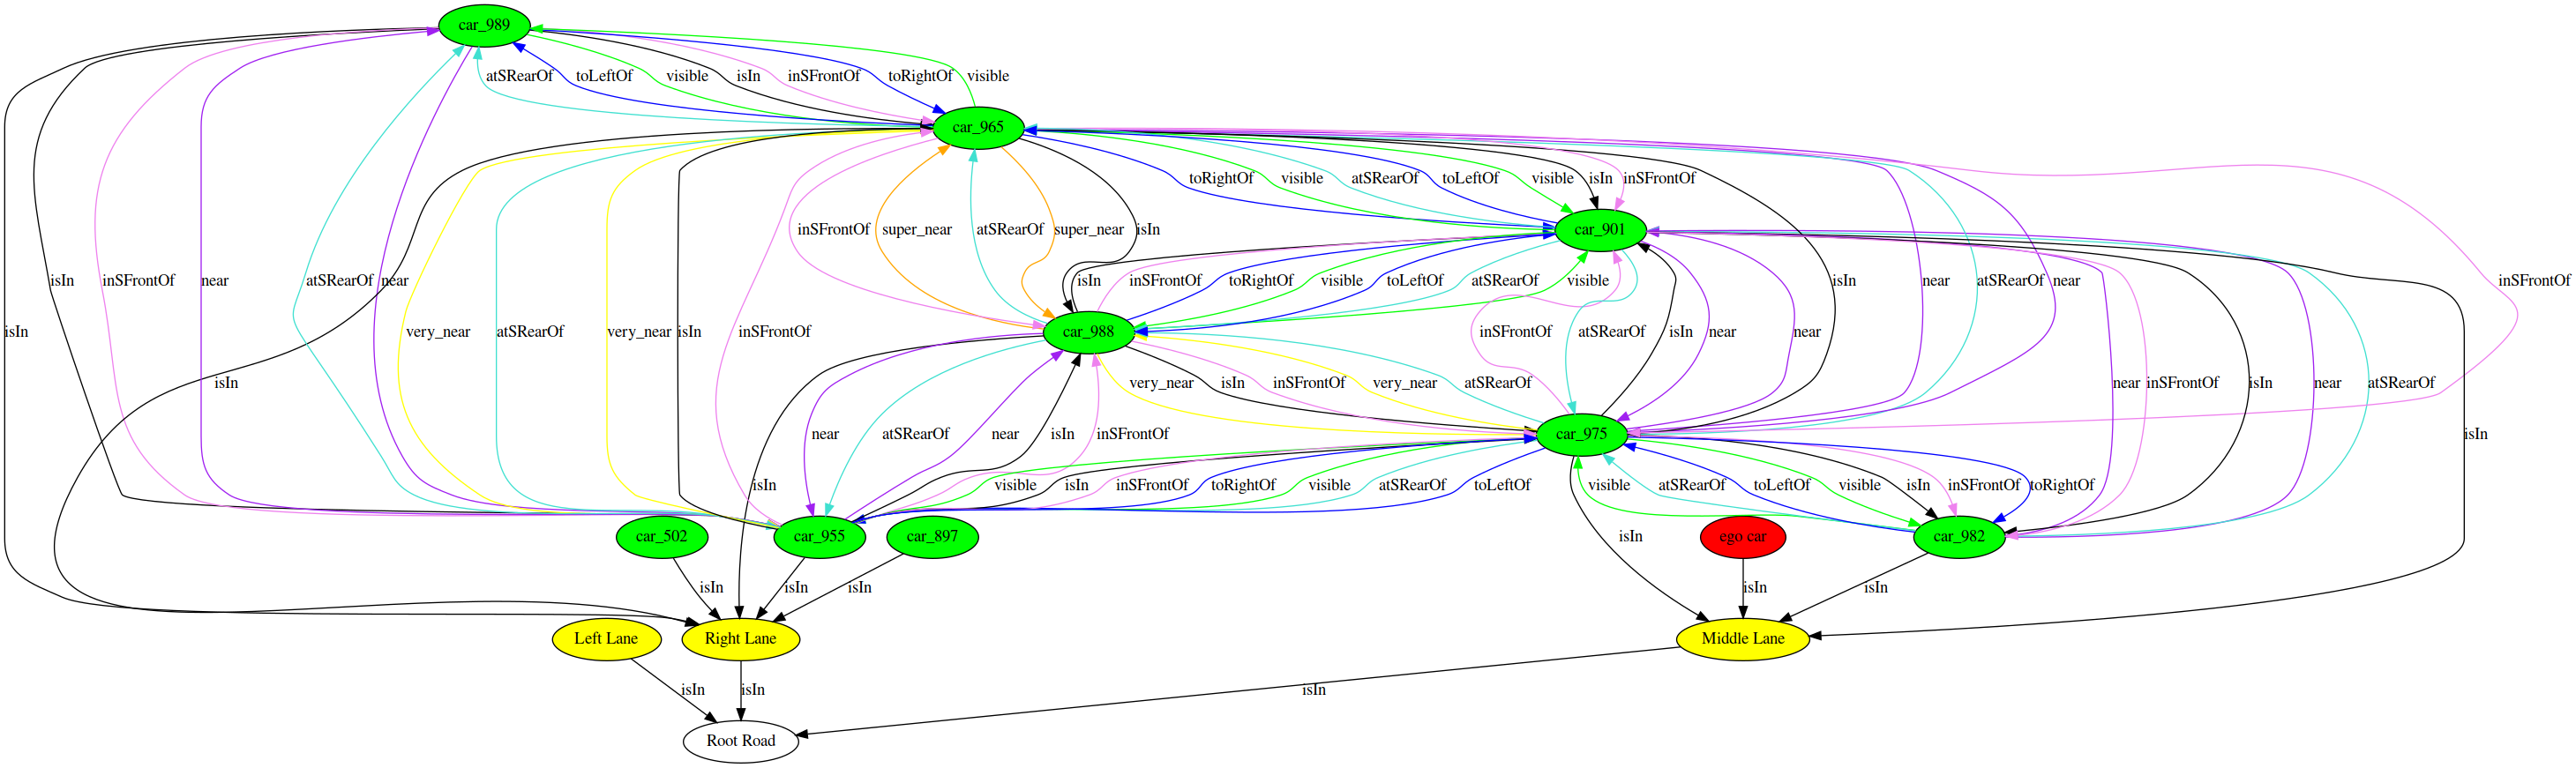 car_989
atSRearOf toLeftOf visible isIn inSFrontOf toRightOf visible
car_965
toRightOf visible atSRearOf toLeftOf visible isIn inSFrontOf
inSFrontOf super_near atSRearOf super_near isIn car_901
isIn inSFrontOf near atSRearOf near isIn inSFrontOf toRightOf visible toLeftOf atSRearOf visible isIn near atSRearOf near inSFrontOf
isIn very_near atSRearOf very_near isIn inSFrontOf car_988 inSFrontOf atSRearOf isIn near near
isIn very_near isIn inSFrontOf very_near atSRearOf near inSFrontOf isIn near atSRearOf
near atSRearOf near isIn inSFrontOf car_975 isIn
isIn visible isIn inSFrontOf toRightOf visible atSRearOf toLeftOf visible atSRearOf toLeftOf visible isIn inSFrontOf toRightOf
car_502 car_955 car_897 isIn ego car car_982
isIn isIn isIn isIn isIn
Left Lane Right Lane Middle Lane
isIn isIn isIn
Root Road